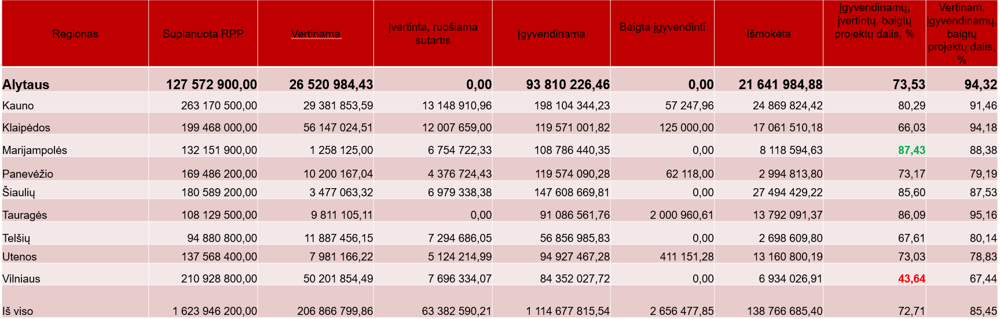 Regionas Suplanuota RPP Vertinama Įvertinta, ruošiama sutartis Įgyvendinama Baigta įgyvendinti Išmokėta Įgyvendinamų, įvertintų, baigtų projektų dalis, % Vertinam, įgyvendinamų, baigtų projektų dalis, %
Alytaus 127 572 900,00 26 520 984,43 0,00 93 810 226,46 0,00 21 641 984,88 73,53 94,32
Kauno 263 170 500,00 29 381 853,59 13 148 910,96 198 104 344,23 57 247,96 24 869 824,42 80,29 91,46
Klaipėdos 199 468 000,00 56 147 024,51 12 007 659,00 119 571 001,82 125 000,00 17 061 510,18 66,03 94,18
Marijampolės 132 151 900,00 1 258 125,00 6 754 722,33 108 786 440,35 0,00 8 118 594,63 87,43 88,38
Panevėžio 169 486 200,00 10 200 167,04 4 376 724,43 119 574 090,28 62 118,00 2 994 813,80 73,17 79,19
Šiaulių 180 589 200,00 3 477 063,32 6 979 338,38 147 608 669,81 0,00 27 494 429,22 85,60 87,53
Tauragės 108 129 500,00 9 811 105,11 0,00 91 086 561,76 2 000 960,61 13 792 091,37 86,09 95,16
Telšių 94 880 800,00 11 887 456,15 7 294 686,05 56 856 985,83 0,00 2 698 609,80 67,61 80,14
Utenos 137 568 400,00 7 981 166,22 5 124 214,99 94 927 467,28 411 151,28 13 160 800,19 73,03 78,83
Vilniaus 210 928 800,00 50 201 854,49 7 696 334,07 84 352 027,72 0,00 6 934 026,91 43,64 67,44
Iš viso 1 623 946 200,00 206 866 799,86 63 382 590,21 1 114 677 815,54 2 656 477,85 138 766 685,40 72,71 85,45